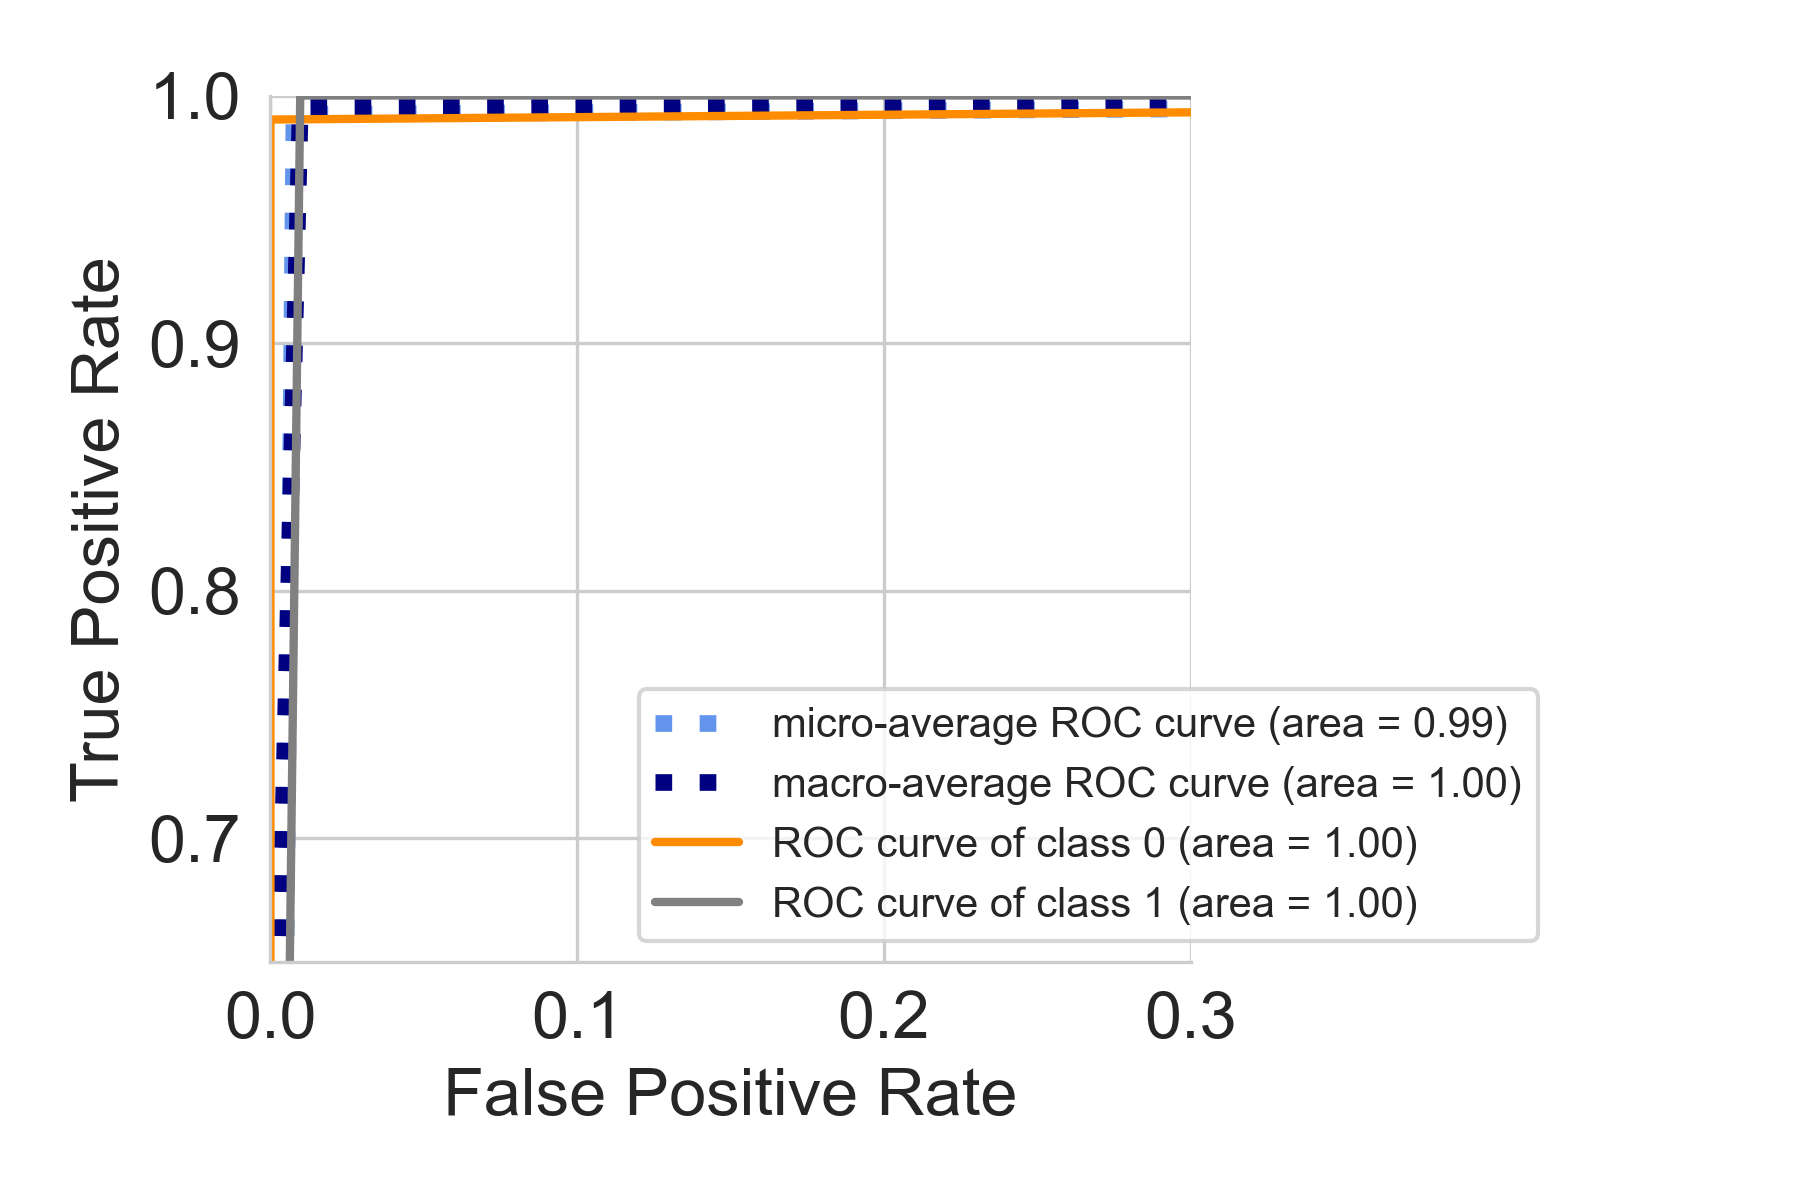 1.0
0.9
0.8
0.7
True Positive Rate
micro-average ROC curve (area = 0.99)
macro-average ROC curve (area = 1.00)
ROC curve of class 0 (area = 1.00)
ROC curve of class 1 (area = 1.00)
0.0 0.1 0.2 0.3
False Positive Rate